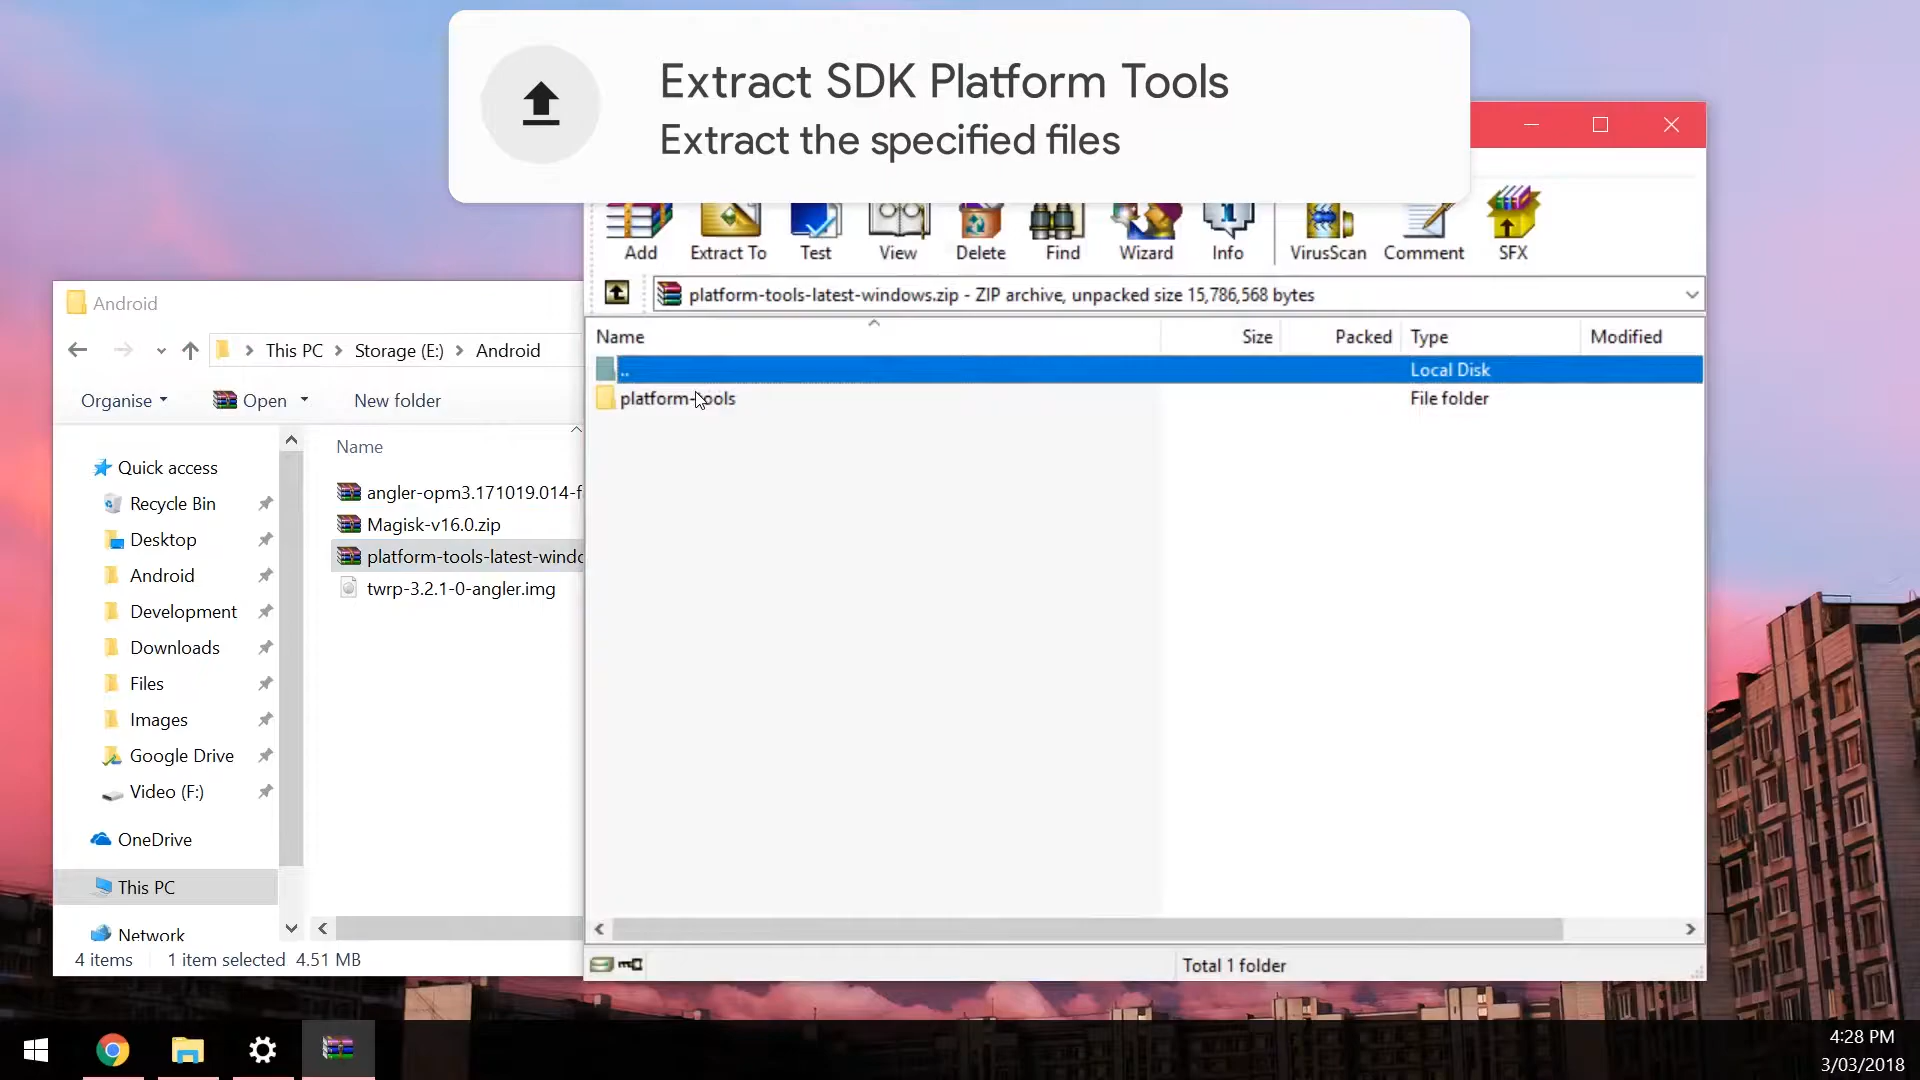 Extract SDK Platform Tools
Extract the specified files
Add
Extract To
Test
View
Delete
Find
Wizard
Info
VirusScan
Comment
SFX
platform-tools-latest-windows.zip - ZIP archive, unpacked size 15,786,568 bytes
Name
Size
Packed
Type
Modified
..
Local Disk
platform-tools
File folder
Total 1 folder
Android
This PC
Storage (E:)
Android
Organise
Open
New folder
Quick access
Recycle Bin
Desktop
Android
Development
Downloads
Files
Images
Google Drive
Video (F:)
OneDrive
This PC
Network
Name
angler-opm3.171019.014-f
Magisk-v16.0.zip
platform-tools-latest-windo
twrp-3.2.1-0-angler.img
4 items
1 item selected 4.51 MB
4:28 PM
3/03/2018